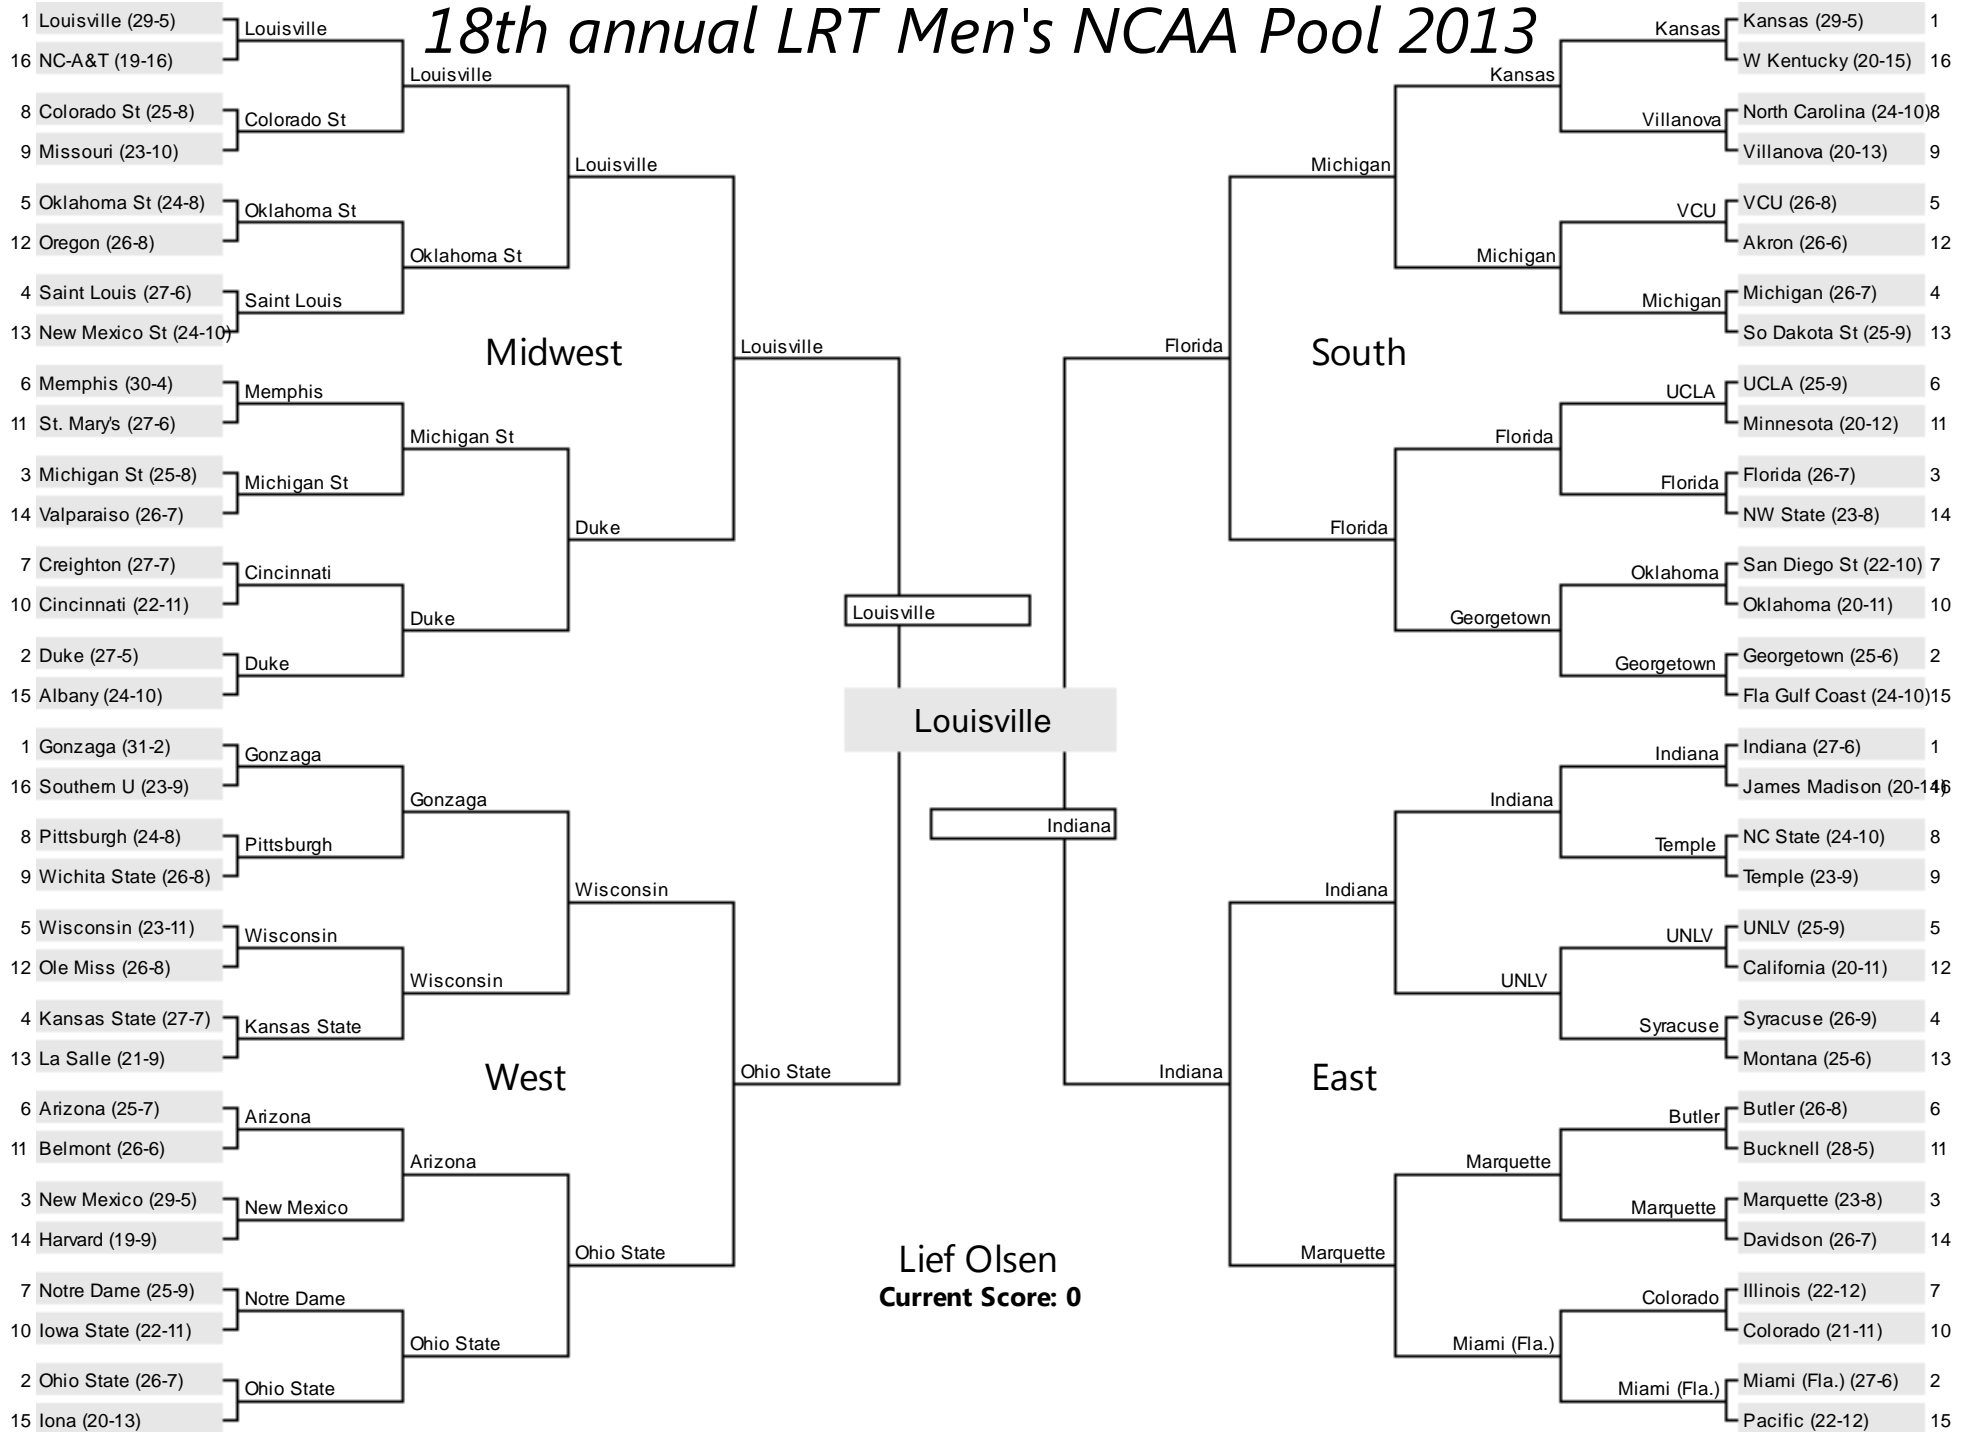 18th annual LRT Men's NCAA Pool 2013
1 Louisville (29-5)
16 NC-A&T (19-16)
8 Colorado St (25-8)
9 Missouri (23-10)
5 Oklahoma St (24-8)
12 Oregon (26-8)
4 Saint Louis (27-6)
13 New Mexico St (24-10)
6 Memphis (30-4)
11 St. Mary's (27-6)
3 Michigan St (25-8)
14 Valparaiso (26-7)
7 Creighton (27-7)
10 Cincinnati (22-11)
2 Duke (27-5)
15 Albany (24-10)
Louisville
Colorado St
Oklahoma St
Saint Louis
Memphis
Michigan St
Cincinnati
Duke
Louisville
Oklahoma St
Michigan St
Duke
Louisville
Duke
Midwest
Louisville
1 Gonzaga (31-2)
16 Southern U (23-9)
8 Pittsburgh (24-8)
9 Wichita State (26-8)
5 Wisconsin (23-11)
12 Ole Miss (26-8)
4 Kansas State (27-7)
13 La Salle (21-9)
6 Arizona (25-7)
11 Belmont (26-6)
3 New Mexico (29-5)
14 Harvard (19-9)
7 Notre Dame (25-9)
10 Iowa State (22-11)
2 Ohio State (26-7)
15 Iona (20-13)
Gonzaga
Pittsburgh
Wisconsin
Kansas State
Arizona
New Mexico
Notre Dame
Ohio State
Gonzaga
Wisconsin
Arizona
Ohio State
Wisconsin
Ohio State
West
Ohio State
Louisville
Louisville
Indiana
Lief Olsen
Current Score: 0
Kansas (29-5) 1
W Kentucky (20-15) 16
North Carolina (24-10) 8
Villanova (20-13) 9
VCU (26-8) 5
Akron (26-6) 12
Michigan (26-7) 4
So Dakota St (25-9) 13
UCLA (25-9) 6
Minnesota (20-12) 11
Florida (26-7) 3
NW State (23-8) 14
San Diego St (22-10) 7
Oklahoma (20-11) 10
Georgetown (25-6) 2
Fla Gulf Coast (24-10) 15
Kansas
Villanova
VCU
Michigan
UCLA
Florida
Oklahoma
Georgetown
Kansas
Michigan
Florida
Georgetown
Michigan
Florida
South
Florida
Indiana (27-6) 1
James Madison (20-14) 16
NC State (24-10) 8
Temple (23-9) 9
UNLV (25-9) 5
California (20-11) 12
Syracuse (26-9) 4
Montana (25-6) 13
Butler (26-8) 6
Bucknell (28-5) 11
Marquette (23-8) 3
Davidson (26-7) 14
Illinois (22-12) 7
Colorado (21-11) 10
Miami (Fla.) (27-6) 2
Pacific (22-12) 15
Indiana
Temple
UNLV
Syracuse
Butler
Marquette
Colorado
Miami (Fla.)
Indiana
UNLV
Marquette
Miami (Fla.)
Indiana
Marquette
East
Indiana